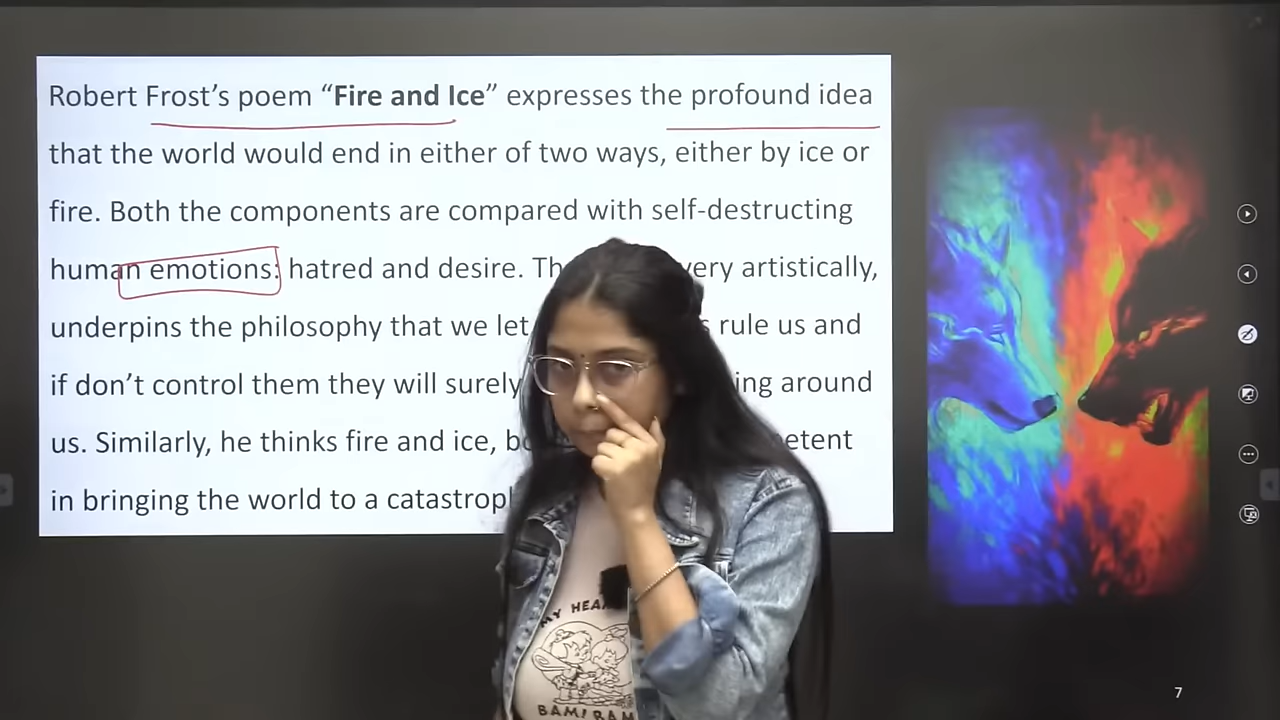 Robert Frost's poem “Fire and Ice” expresses the profound idea
that the world would end in either of two ways, either by ice or
fire. Both the components are compared with self-destructing
human emotions: hatred and desire. very artistically,
underpins the philosophy that we let rule us and
if don't control them they will surely around
us. Similarly, he thinks fire and ice,
in bringing the world to a
MY
BAM! BAM
7